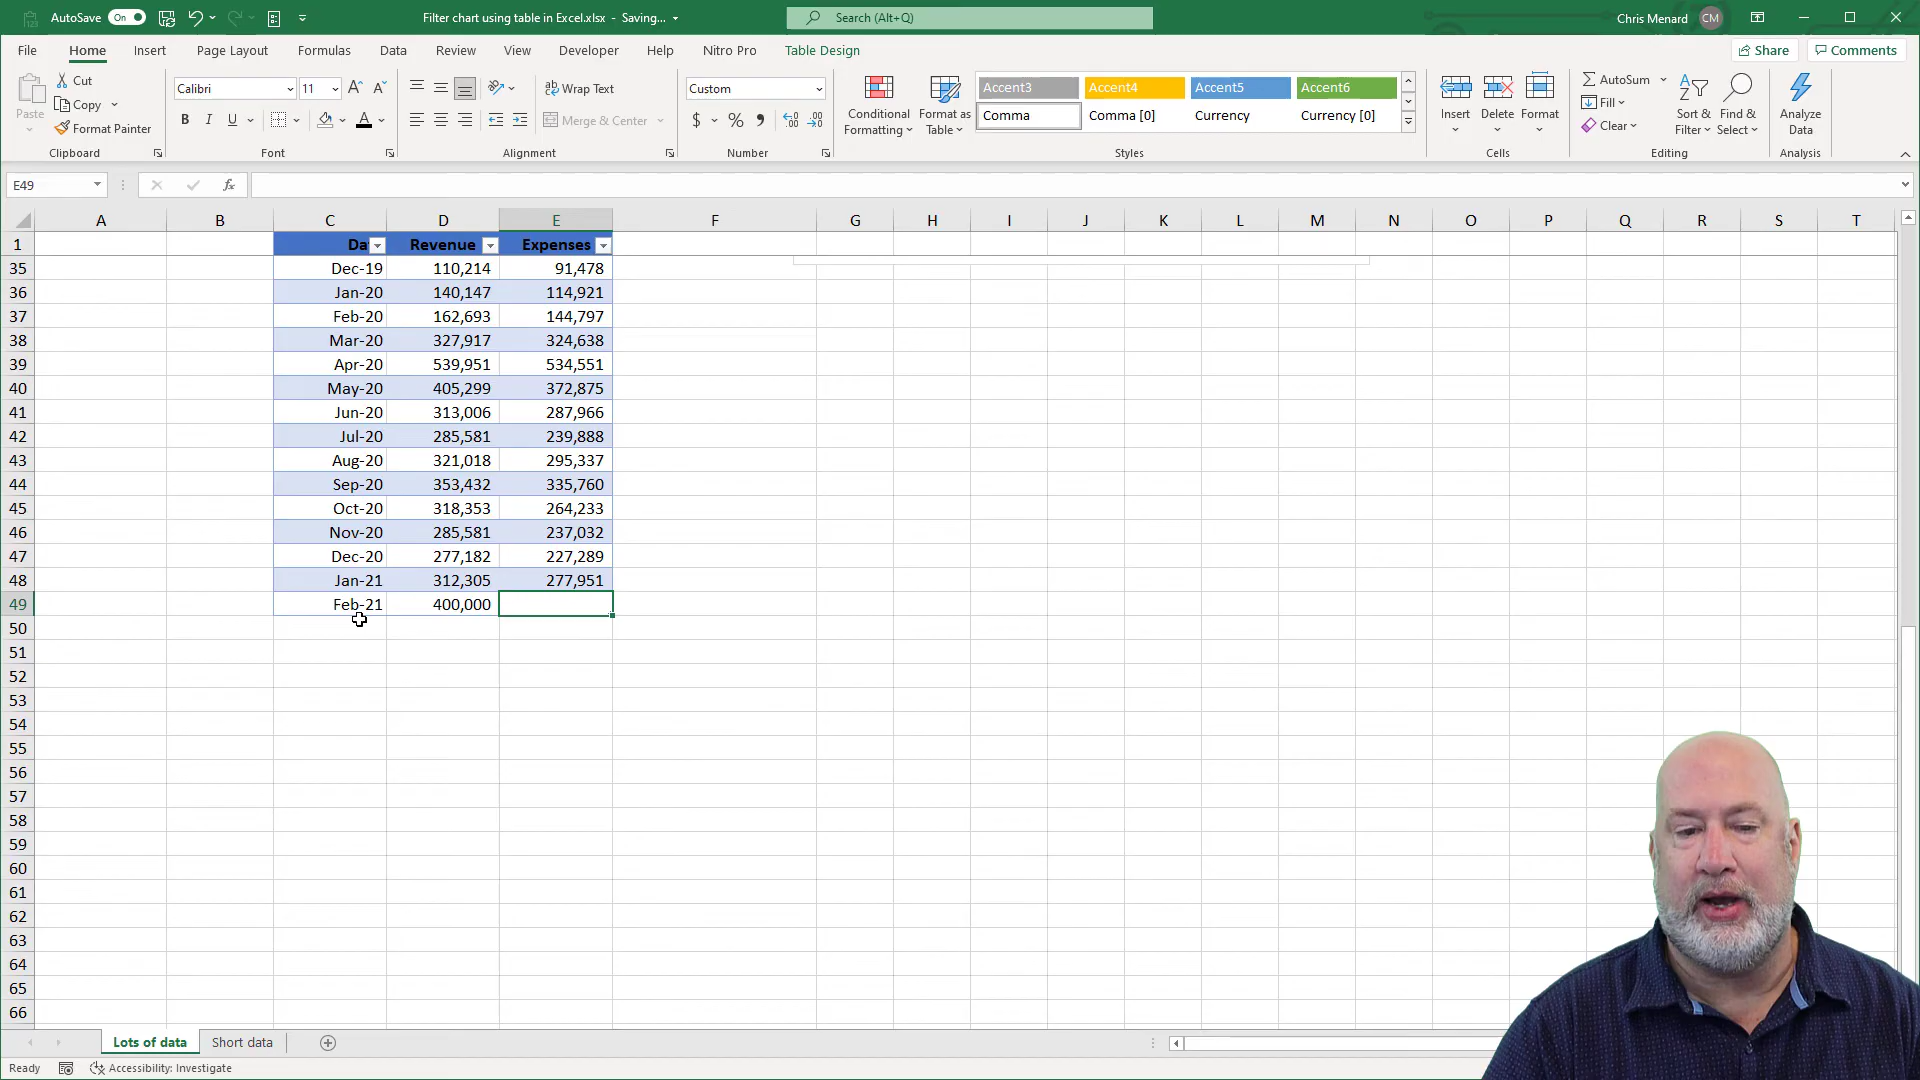 AutoSave On
Filter chart using table in Excel.xlsx - Saving...
Search (Alt+Q)
Chris Menard CM
File Home Insert Page Layout Formulas Data Review View Developer Help Nitro Pro Table Design Share Comments
Paste Cut Copy Format Painter
Clipboard
Calibri 11
B I U
Font
Wrap Text
Merge & Center
Alignment
Custom
$ % 9
Number
Conditional Formatting
Format as Table
Accent3 Accent4 Accent5 Accent6
Comma Comma [0] Currency Currency [0]
Styles
Insert Delete Format
Cells
AutoSum
Fill
Clear
Sort & Filter
Find & Select
Editing
Analyze Data
Analysis
E49 fx
A B C D E F G H I J K L M N O P Q R S T
1 Da Revenue Expenses
35 Dec-19 110,214 91,478
36 Jan-20 140,147 114,921
37 Feb-20 162,693 144,797
38 Mar-20 327,917 324,638
39 Apr-20 539,951 534,551
40 May-20 405,299 372,875
41 Jun-20 313,006 287,966
42 Jul-20 285,581 239,888
43 Aug-20 321,018 295,337
44 Sep-20 353,432 335,760
45 Oct-20 318,353 264,233
46 Nov-20 285,581 237,032
47 Dec-20 277,182 227,289
48 Jan-21 312,305 277,951
49 Feb-21 400,000
50
51
52
53
54
55
56
57
58
59
60
61
62
63
64
65
66
Lots of data Short data
Ready Accessibility: Investigate